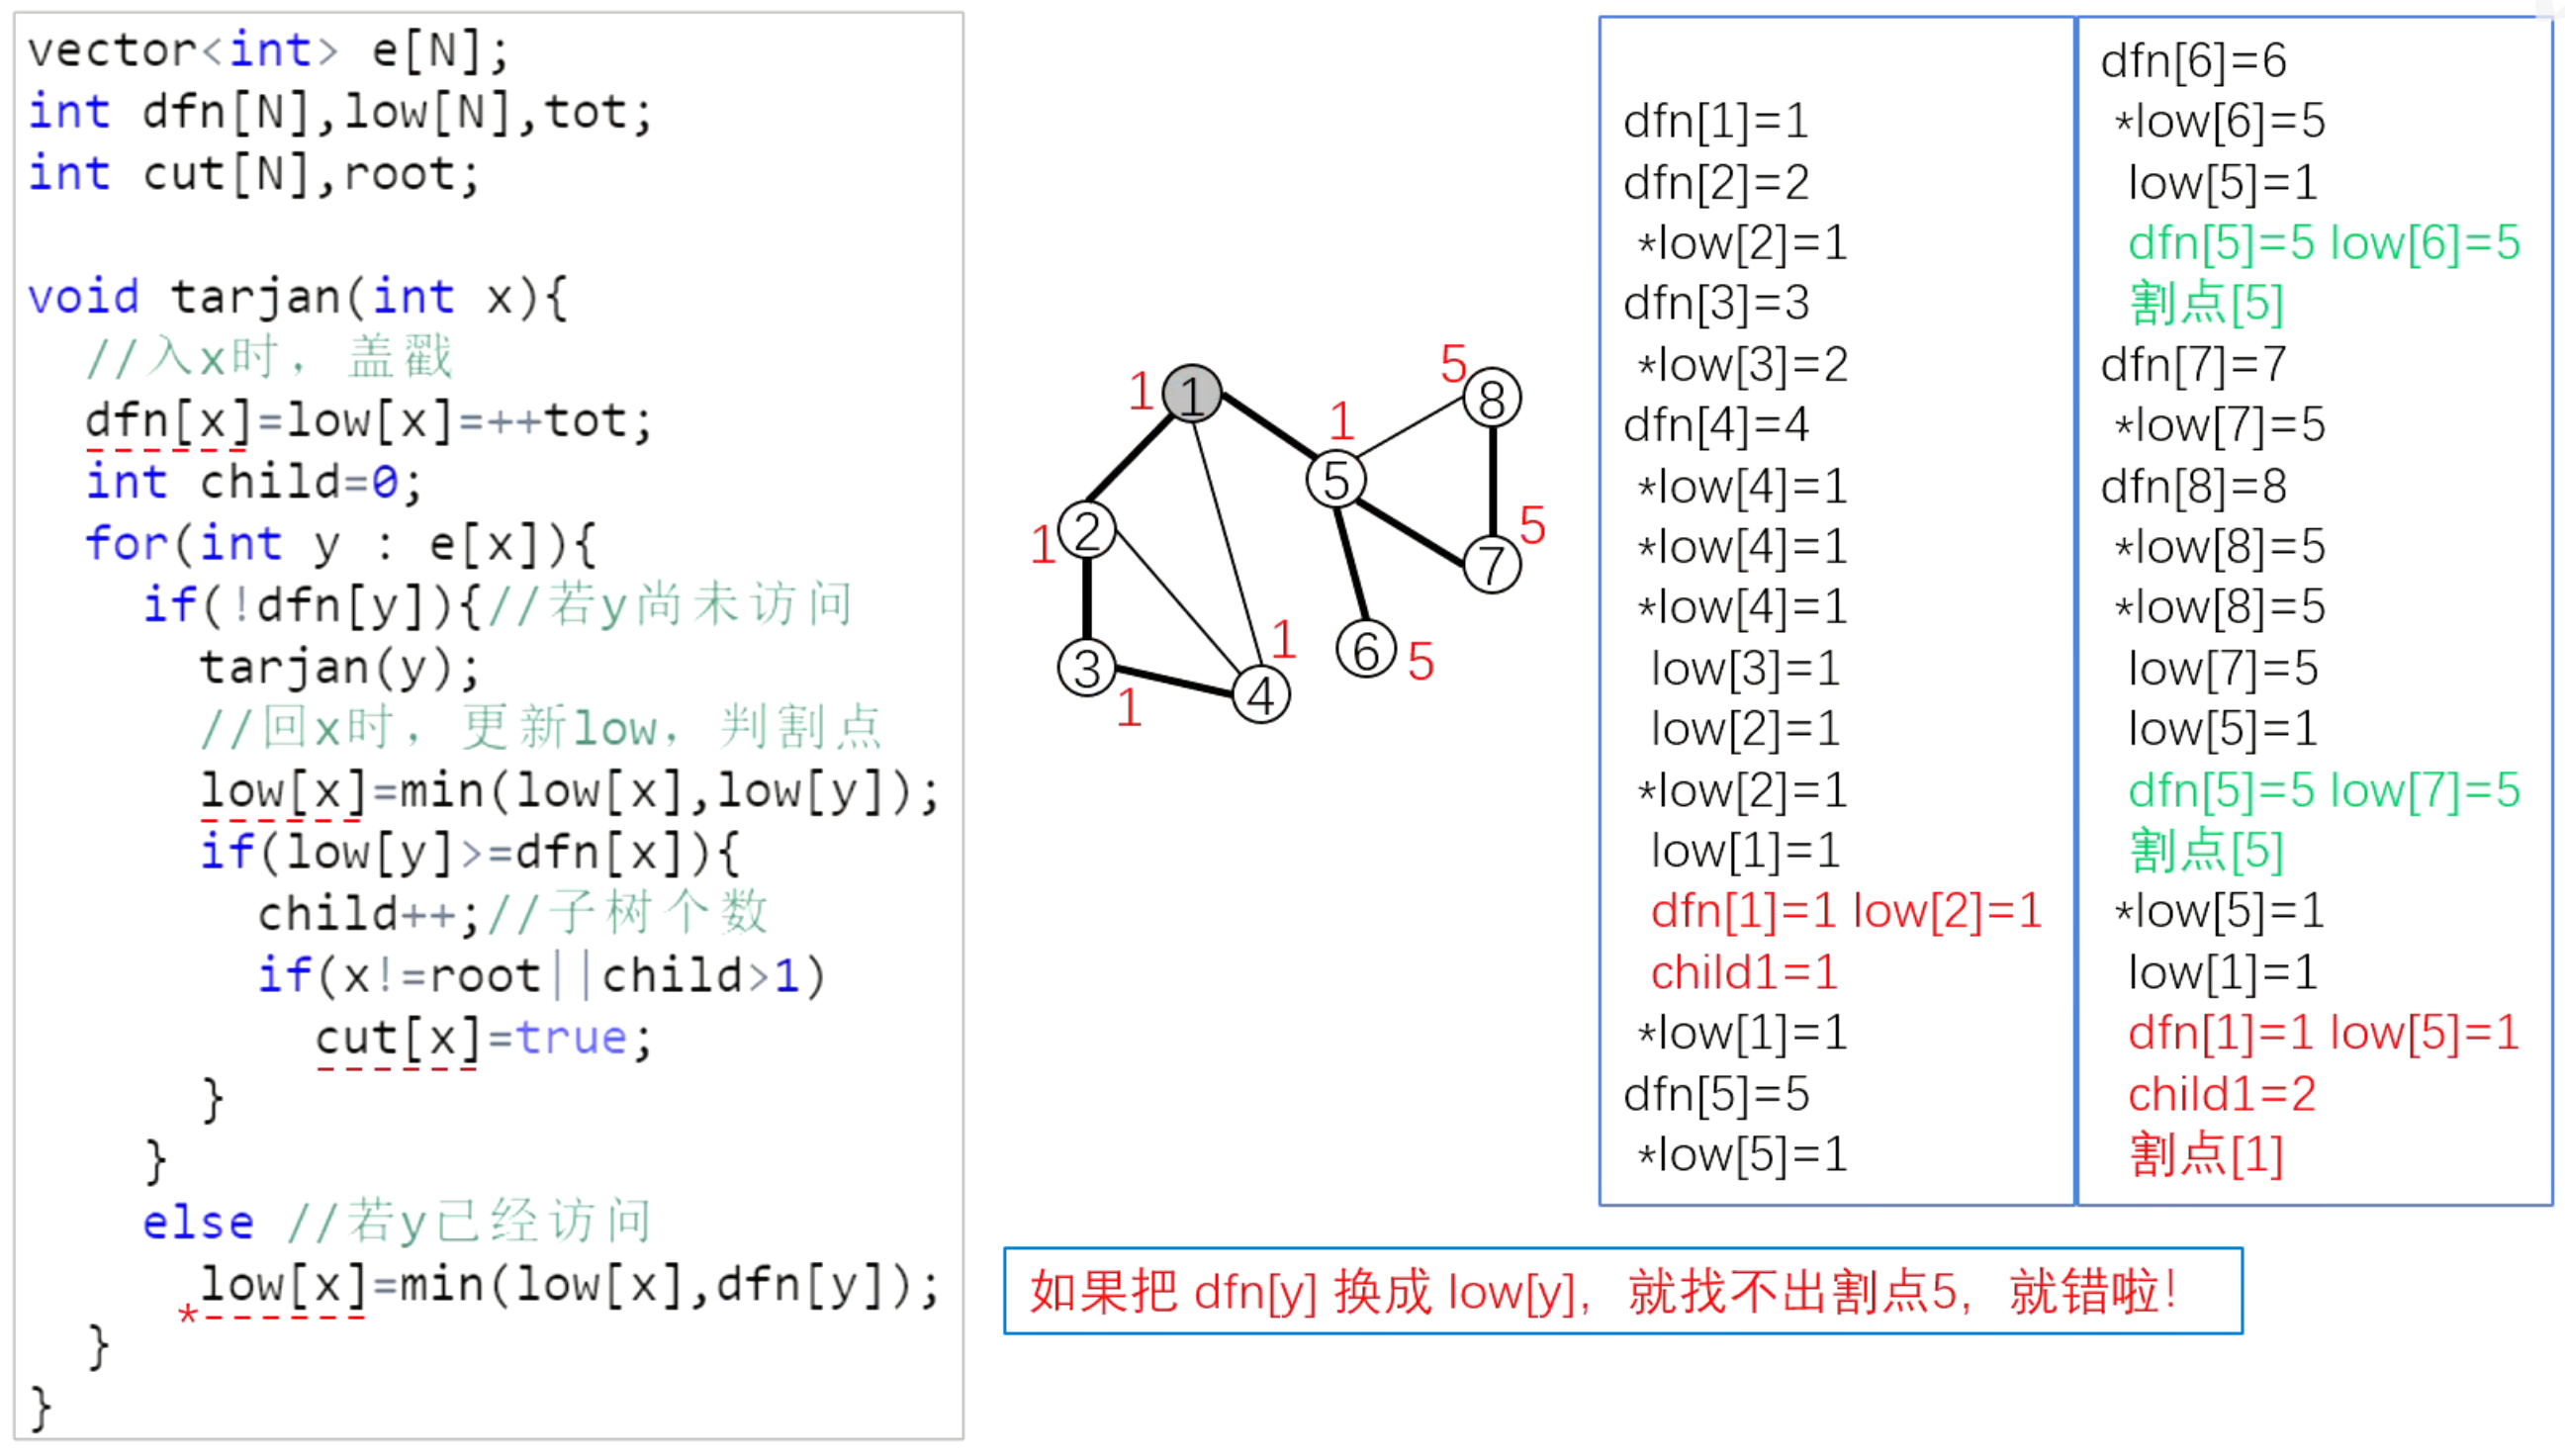 vector<int> e[N];
int dfn[N],low[N],tot;
int cut[N],root;
void tarjan(int x){
//入x时，盖戳
dfn[x]=low[x]=++tot;
int child=0;
for(int y : e[x]){
if(!dfn[y]){//若y尚未访问
tarjan(y);
//回x时，更新low，判割点
low[x]=min(low[x],low[y]);
if(low[y]>=dfn[x]){
child++;//子树个数
if(x!=root||child>1)
cut[x]=true;
}
}
else //若y已经访问
*low[x]=min(low[x],dfn[y]);
}
}
1
1
5
8
1
5
2
1
5
7
3
1
1
4
6
5
dfn[1]=1
dfn[2]=2
*low[2]=1
dfn[3]=3
*low[3]=2
dfn[4]=4
*low[4]=1
*low[4]=1
*low[4]=1
low[3]=1
low[2]=1
*low[2]=1
low[1]=1
dfn[1]=1 low[2]=1
child1=1
*low[1]=1
dfn[5]=5
*low[5]=1
dfn[6]=6
*low[6]=5
low[5]=1
dfn[5]=5 low[6]=5
割点[5]
dfn[7]=7
*low[7]=5
dfn[8]=8
*low[8]=5
*low[8]=5
low[7]=5
low[5]=1
dfn[5]=5 low[7]=5
割点[5]
*low[5]=1
low[1]=1
dfn[1]=1 low[5]=1
child1=2
割点[1]
如果把 dfn[y] 换成 low[y]，就找不出割点5，就错啦！